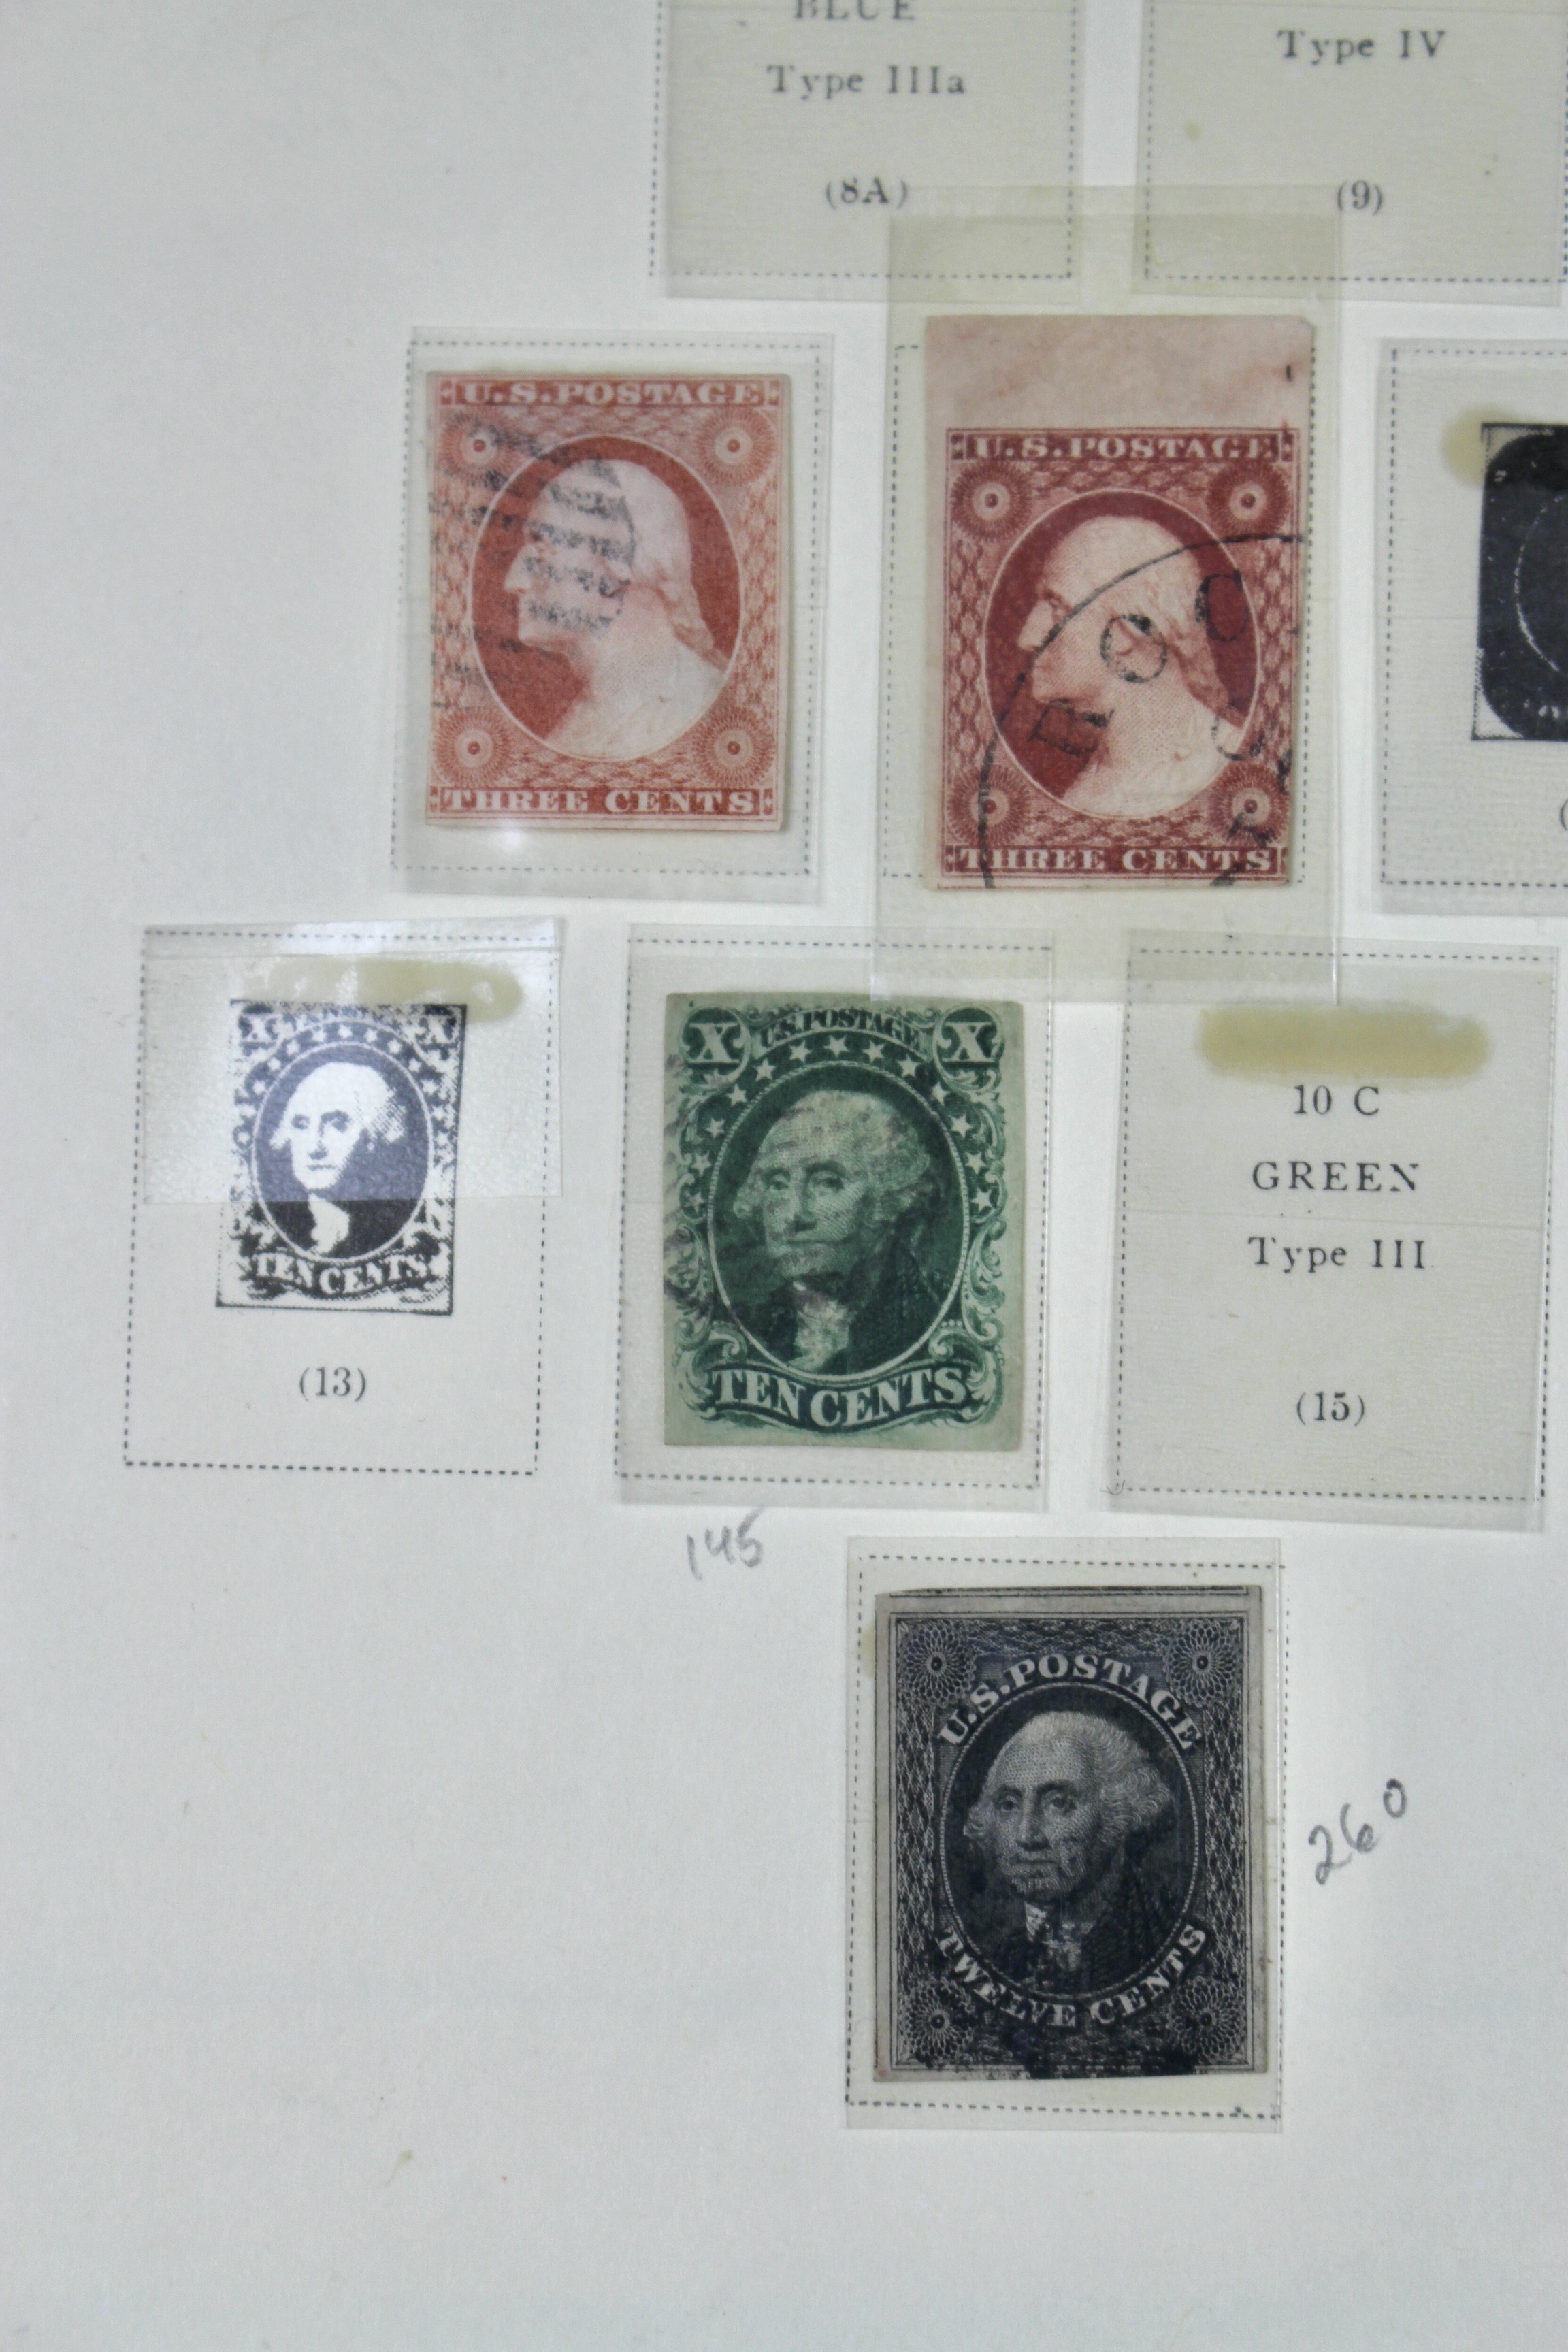 BLUE
Type IIIa
(8A)
Type IV
(9)
U.S. POSTAGE
THREE CENTS
U.S. POSTAGE
ROC
THREE CENTS
X X
TEN CENTS
(13)
X U.S. POSTAGE X
TEN CENTS
145
10 C
GREEN
Type III
(15)
U.S. POSTAGE
TWELVE CENTS
260